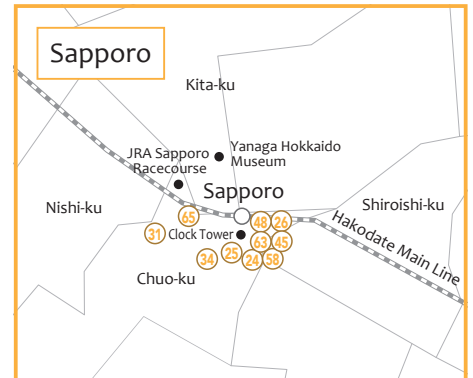 Sapporo
Kita-ku
Yanaga Hokkaido
Museum
JRA Sapporo
Racecourse
Sapporo
Nishi-ku
Shiroishi-ku
65
48
26
31
Clock Tower
63
45
Hakodate Main Line
34
25
24
58
Chuo-ku